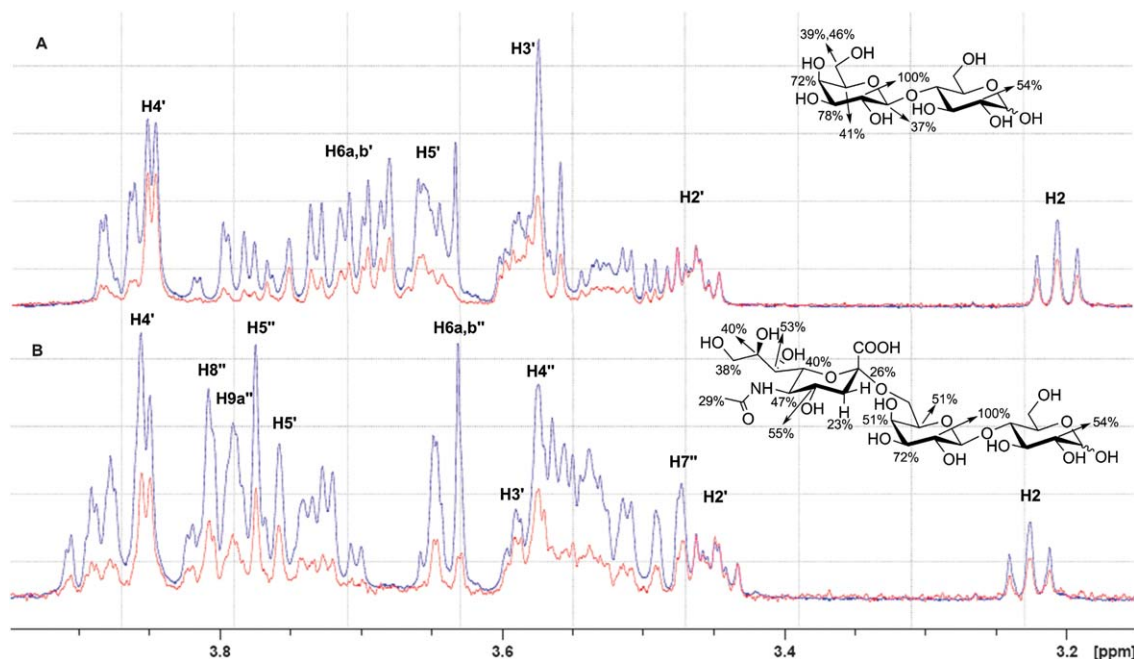 A
H4'
H6a,b'
H5'
H3'
H2'
H2
39%,46%
OH
OH
72%
100%
HO
O
78%
OH
41%
37%
OH
O
O
HO
54%
OH
OH
B
H4'
H8"
H9a"
H5"
H5'
H6a,b"
H3'
H4"
H7"
H2'
H2
40%
OH
53%
HO
OH
38%
40%
O
COOH
26%
O
29%
HN
47%
H
O
HO
H
55%
23%
OH
51%
51%
O
100%
HO
72%
OH
OH
O
O
HO
54%
OH
OH
3.8
3.6
3.4
3.2
[ppm]